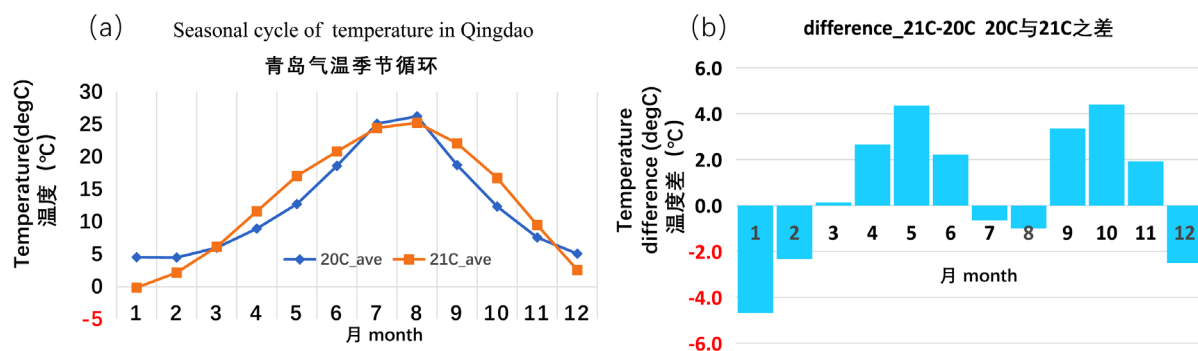 (a) Seasonal cycle of temperature in Qingdao
青岛气温季节循环
Temperature(degC)
温度 (℃)
30
25
20
15
10
5
0
-5
20C_ave 21C_ave
1 2 3 4 5 6 7 8 9 10 11 12
月 month
(b) difference_21C-20C 20C与21C之差
Temperature
difference (degC)
温度差 (℃)
6.0
4.0
2.0
0.0
-2.0
-4.0
-6.0
1 2 3 4 5 6 7 8 9 10 11 12
月 month